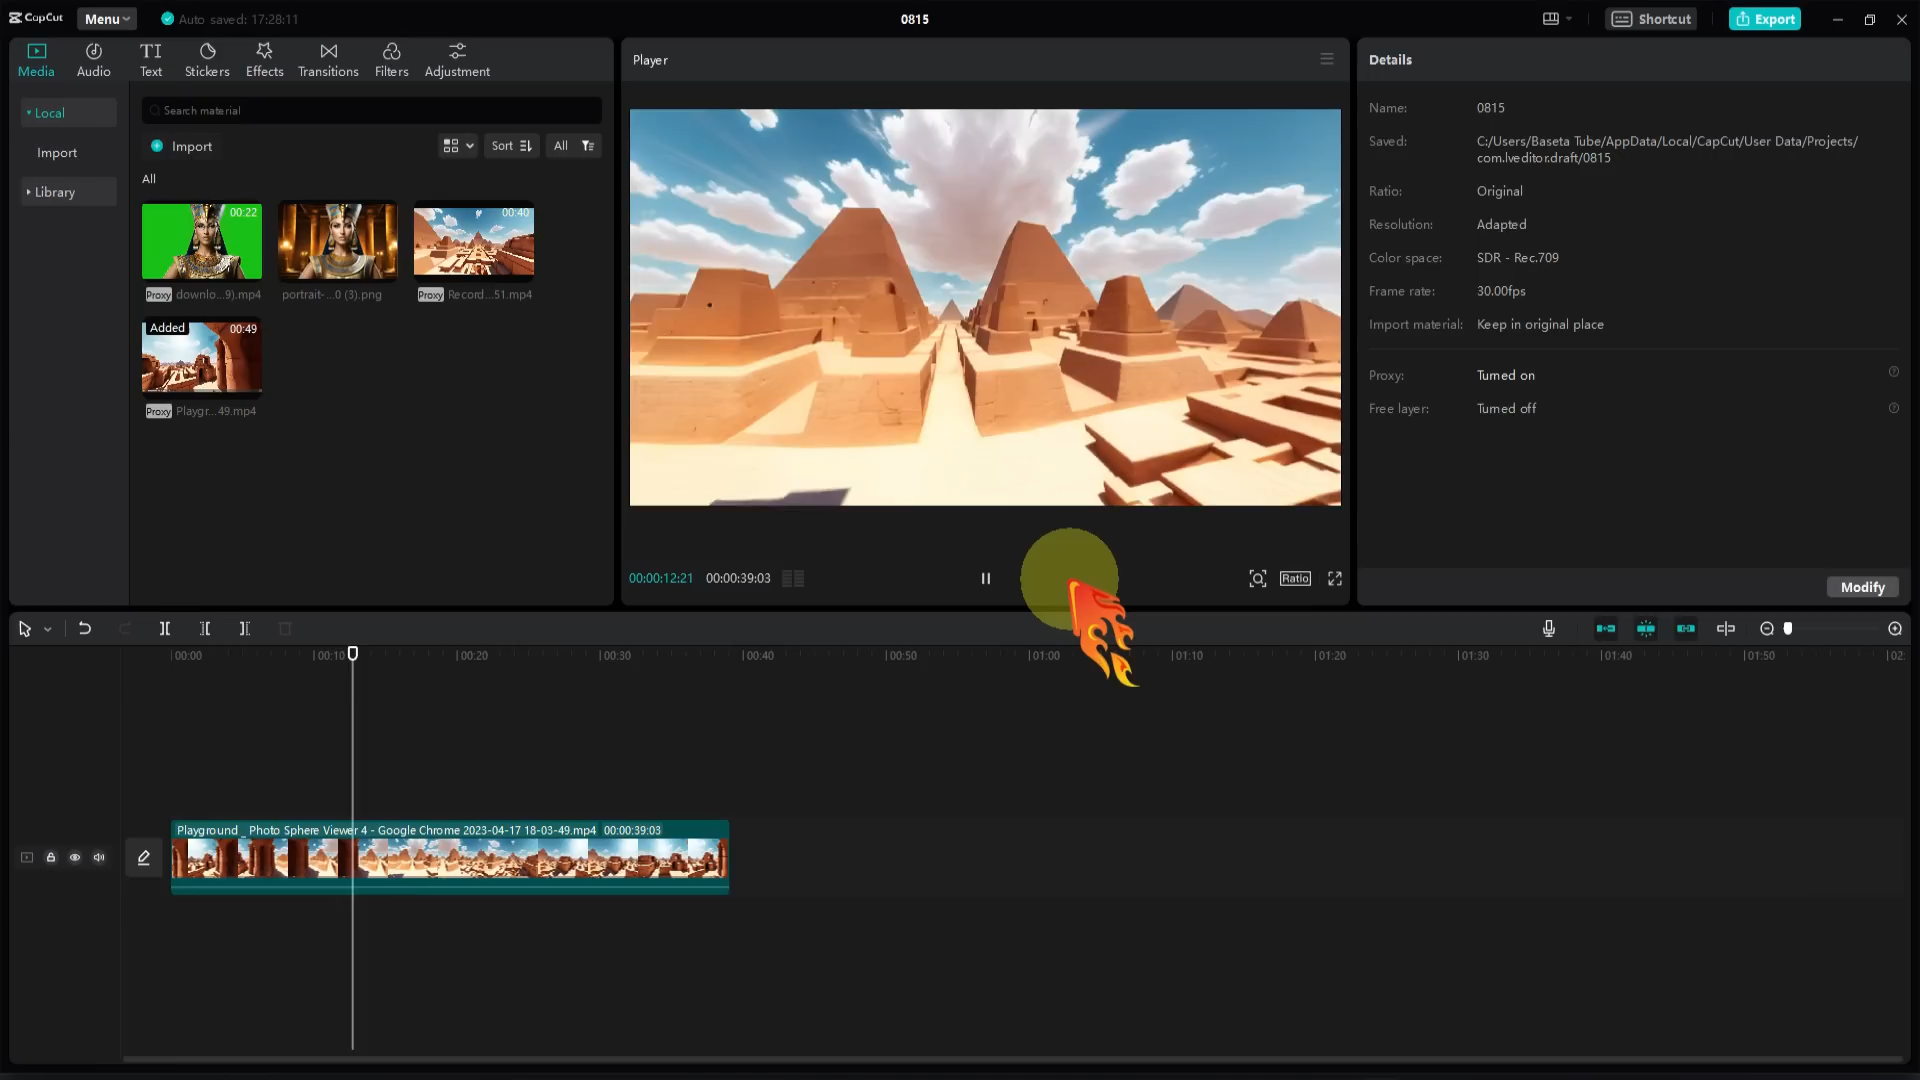 CapCut
Menu
Auto saved: 17:28:11
0815
Shortcut
Export
Media
Audio
TI
Text
Stickers
Effects
Transitions
Filters
Adjustment
Local
Import
Library
Search material
Import
Sort
All
All
00:22
00:40
Proxy downlo...9).mp4
portrait-...0 (3).png
Proxy Record...51.mp4
Added
00:49
Proxy Playgr...49.mp4
Player
00:00:12:21
00:00:39:03
Ratio
Details
Name: 0815
Saved: C:/Users/Baseta Tube/AppData/Local/CapCut/User Data/Projects/
com.lveditor.draft/0815
Ratio: Original
Resolution: Adapted
Color space: SDR - Rec.709
Frame rate: 30.00fps
Import material: Keep in original place
Proxy: Turned on
Free layer: Turned off
Modify
00:00
00:10
00:20
00:30
00:40
00:50
01:00
01:10
01:20
01:30
01:40
01:50
02:
Playground _ Photo Sphere Viewer 4 - Google Chrome 2023-04-17 18-03-49.mp4 00:00:39:03